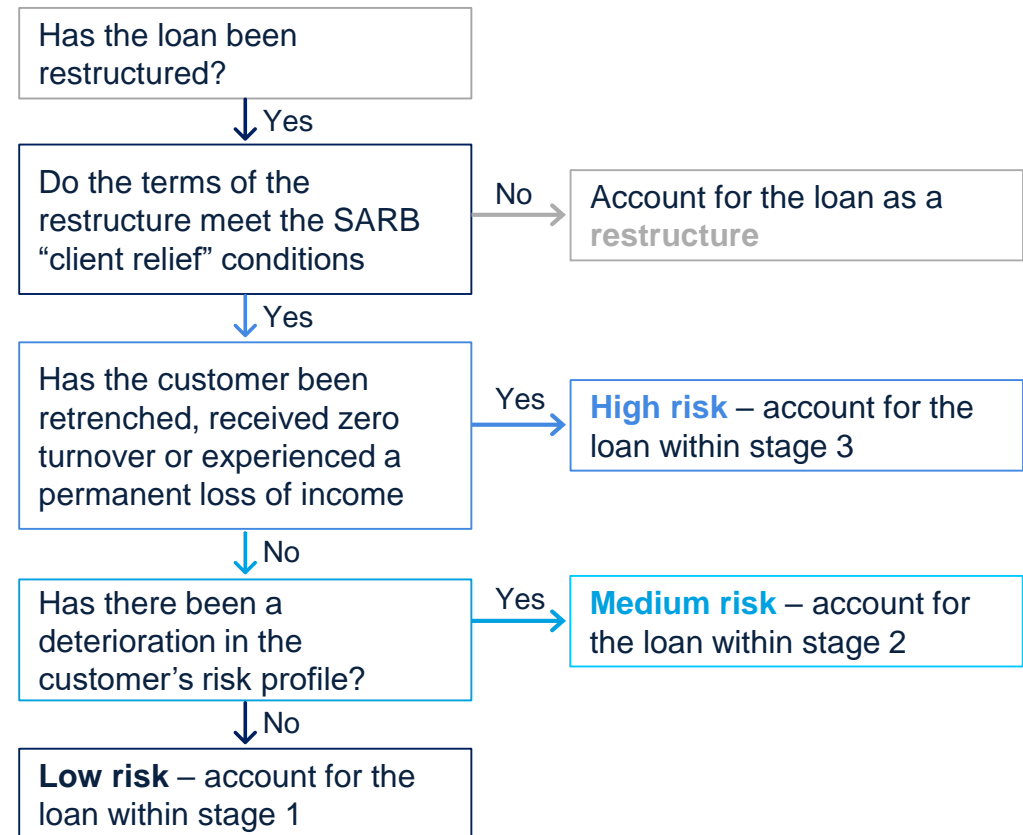 Has the loan been
restructured?
Yes
Do the terms of the
restructure meet the SARB
“client relief” conditions
No
Account for the loan as a
restructure
Yes
Has the customer been
retrenched, received zero
turnover or experienced a
permanent loss of income
Yes
High risk – account for the
loan within stage 3
No
Has there been a
deterioration in the
customer’s risk profile?
Yes
Medium risk – account for
the loan within stage 2
No
Low risk – account for the
loan within stage 1